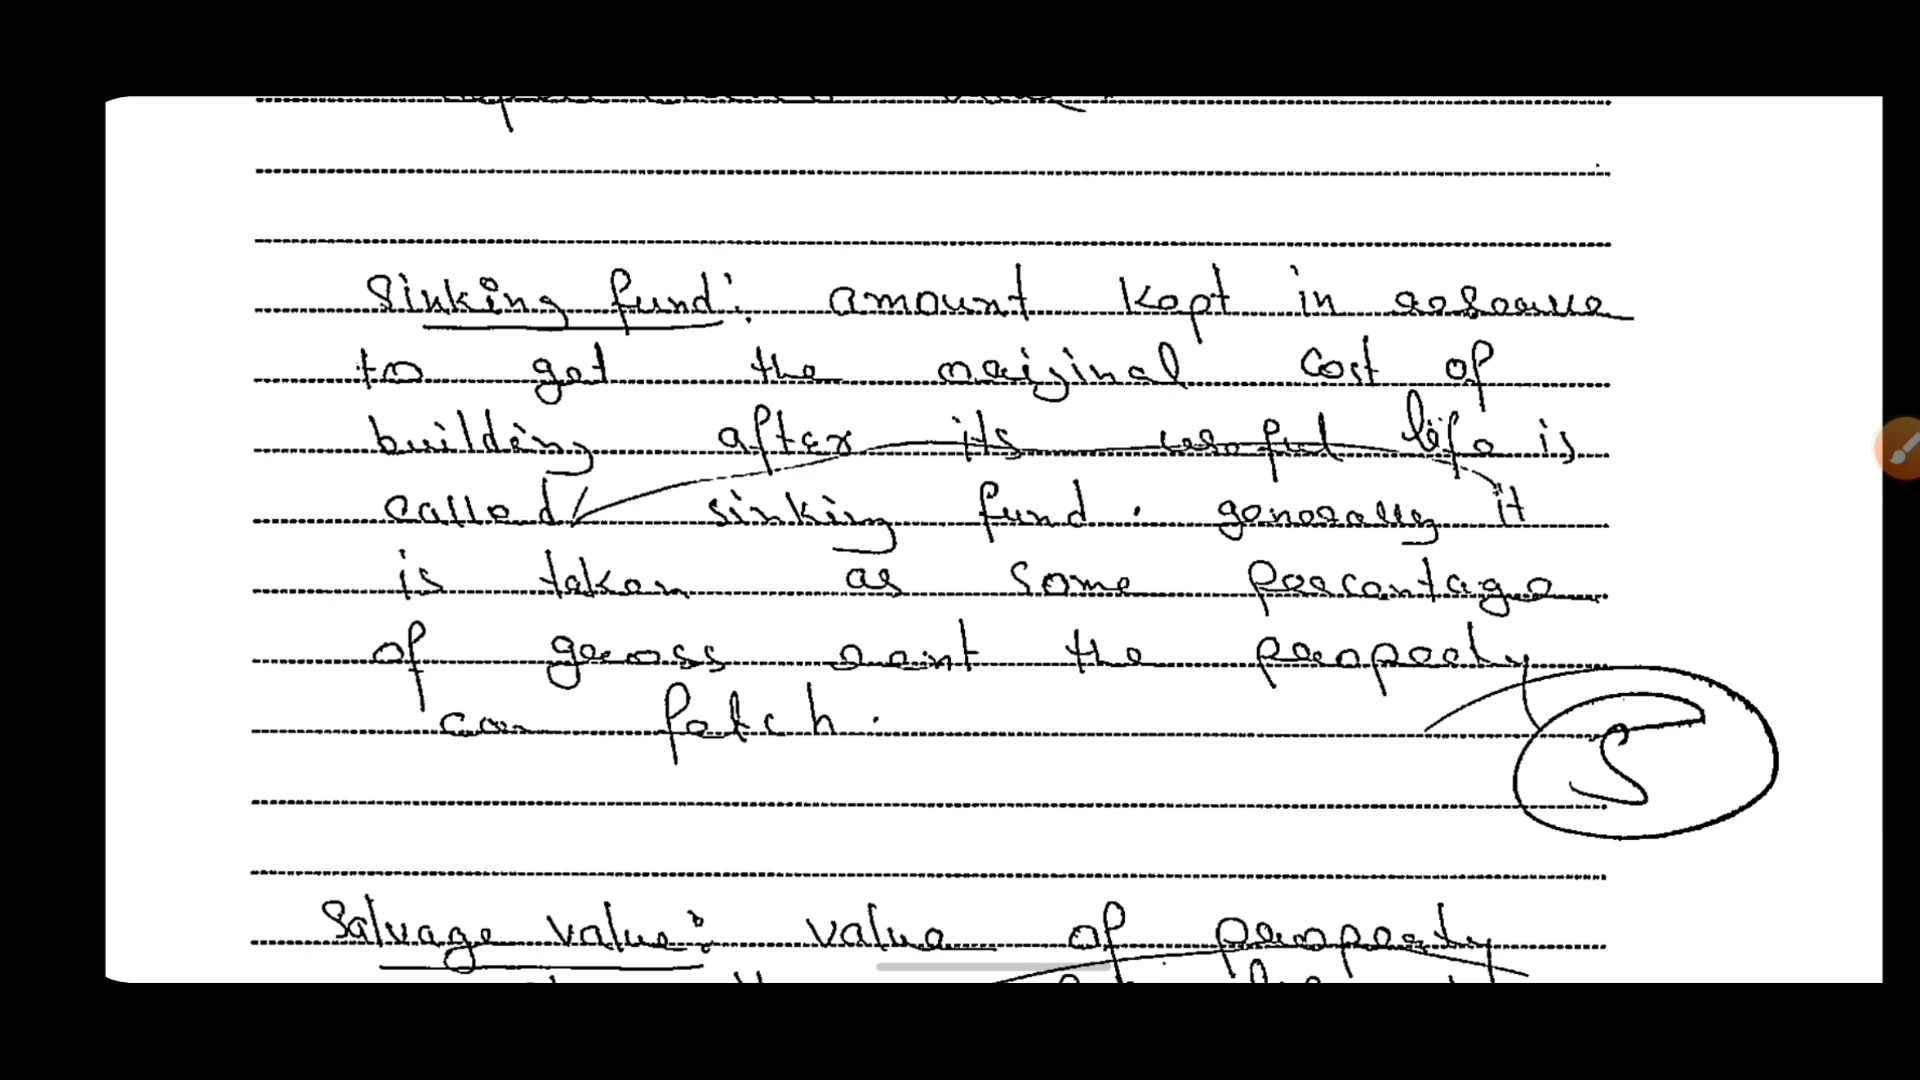 Sinking fund: amount kept in reserve
to get the original cost of
building after its useful life is
called sinking fund. generally it
is taken as some percentage
of gross rent the property
can fetch.
5
Salvage value: value of property